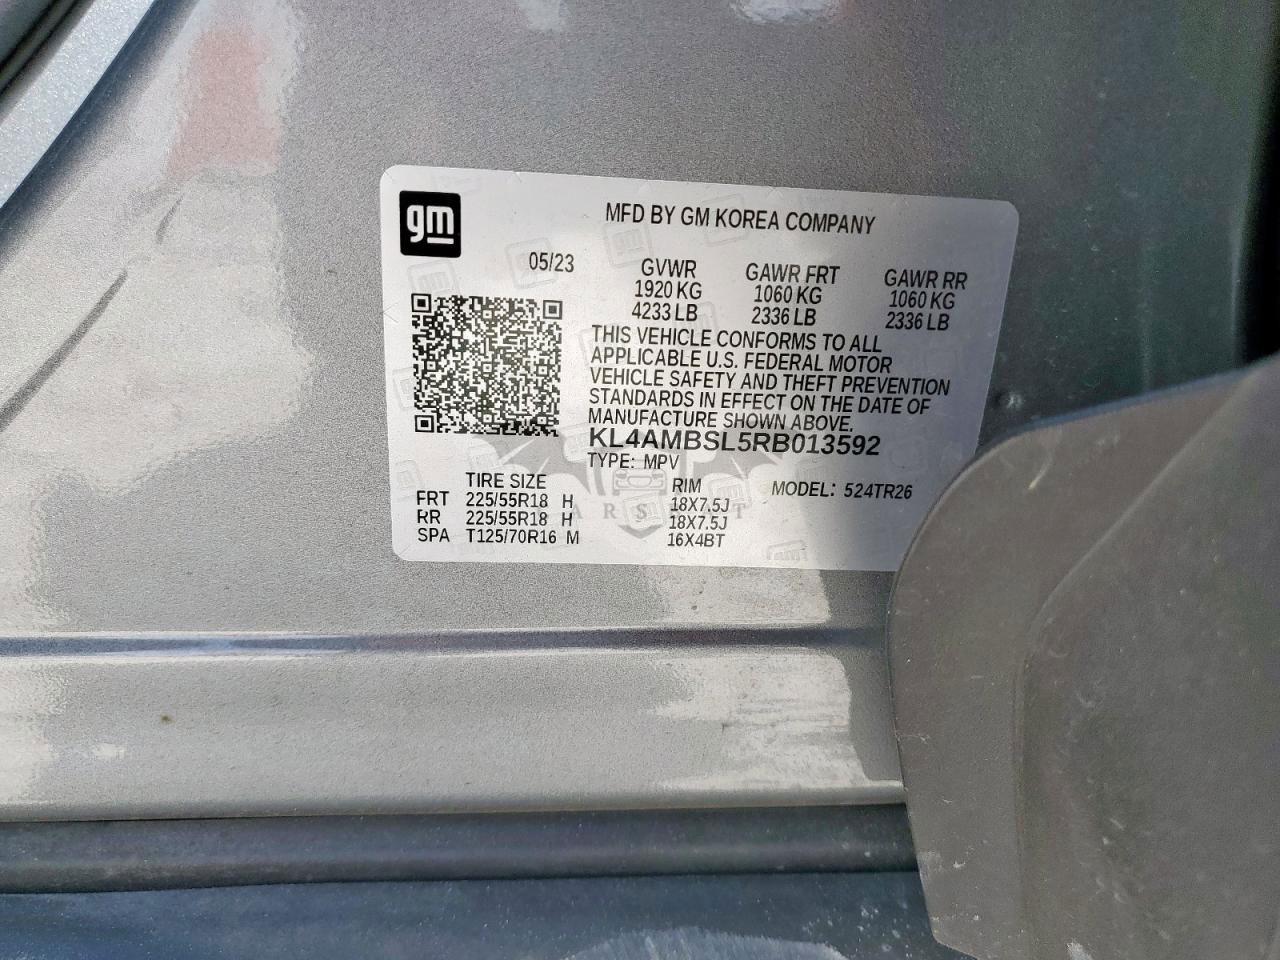 gm
MFD BY GM KOREA COMPANY
05/23 GVWR GAWR FRT GAWR RR
1920 KG 1060 KG 1060 KG
4233 LB 2336 LB 2336 LB
THIS VEHICLE CONFORMS TO ALL
APPLICABLE U.S. FEDERAL MOTOR
VEHICLE SAFETY AND THEFT PREVENTION
STANDARDS IN EFFECT ON THE DATE OF
MANUFACTURE SHOWN ABOVE.
KL4AMBSL5RB013592
TYPE: MPV
TIRE SIZE RIM MODEL: 524TR26
FRT 225/55R18 H 18X7.5J
RR 225/55R18 H 18X7.5J
SPA T125/70R16 M 16X4BT